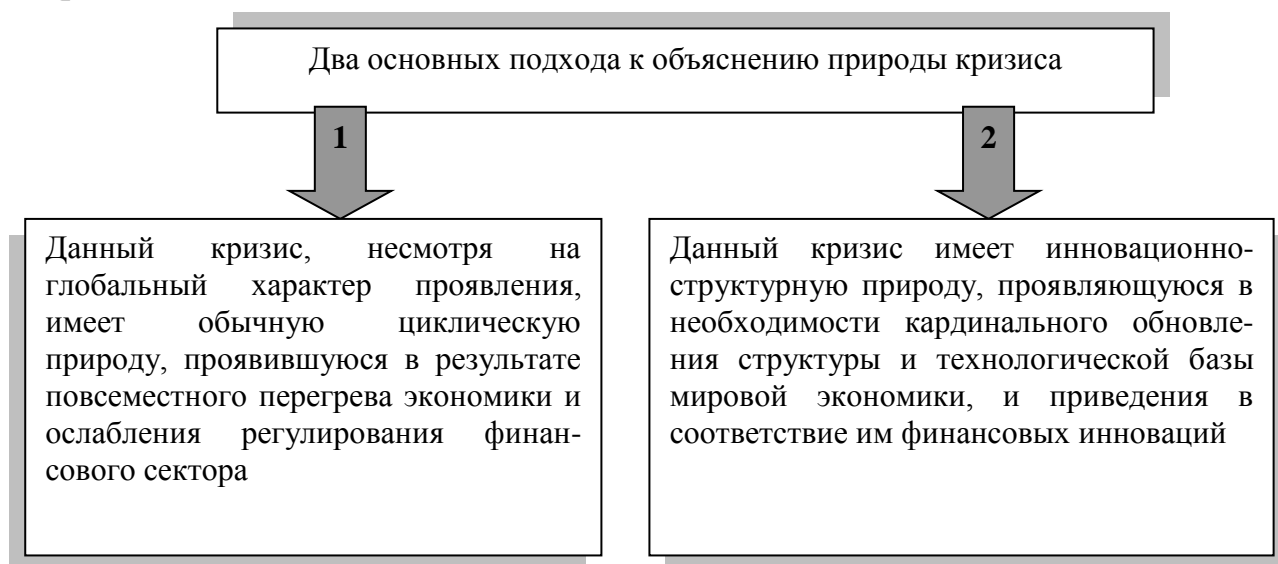 Два основных подхода к объяснению природы кризиса
1
2
Данный кризис, несмотря на
глобальный характер проявления,
имеет обычную циклическую
природу, проявившуюся в результате
повсеместного перегрева экономики и
ослабления регулирования финан-
сового сектора
Данный кризис имеет инновационно-
структурную природу, проявляющуюся в
необходимости кардинального обновле-
ния структуры и технологической базы
мировой экономики, и приведения в
соответствие им финансовых инноваций